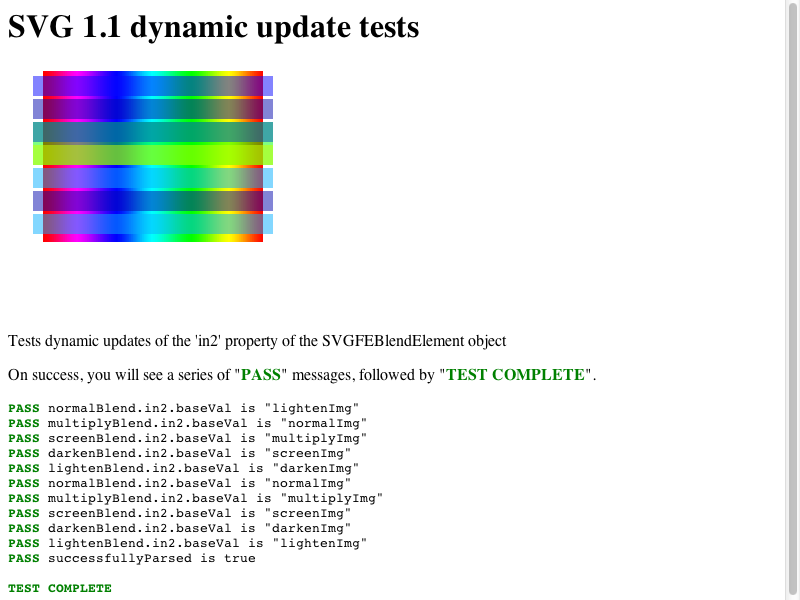 SVG 1.1 dynamic update tests
Tests dynamic updates of the 'in2' property of the SVGFEBlendElement object
On success, you will see a series of "PASS" messages, followed by "TEST COMPLETE".
PASS normalBlend.in2.baseVal is "lightenImg"
PASS multiplyBlend.in2.baseVal is "normalImg"
PASS screenBlend.in2.baseVal is "multiplyImg"
PASS darkenBlend.in2.baseVal is "screenImg"
PASS lightenBlend.in2.baseVal is "darkenImg"
PASS normalBlend.in2.baseVal is "normalImg"
PASS multiplyBlend.in2.baseVal is "multiplyImg"
PASS screenBlend.in2.baseVal is "screenImg"
PASS darkenBlend.in2.baseVal is "darkenImg"
PASS lightenBlend.in2.baseVal is "lightenImg"
PASS successfullyParsed is true
TEST COMPLETE